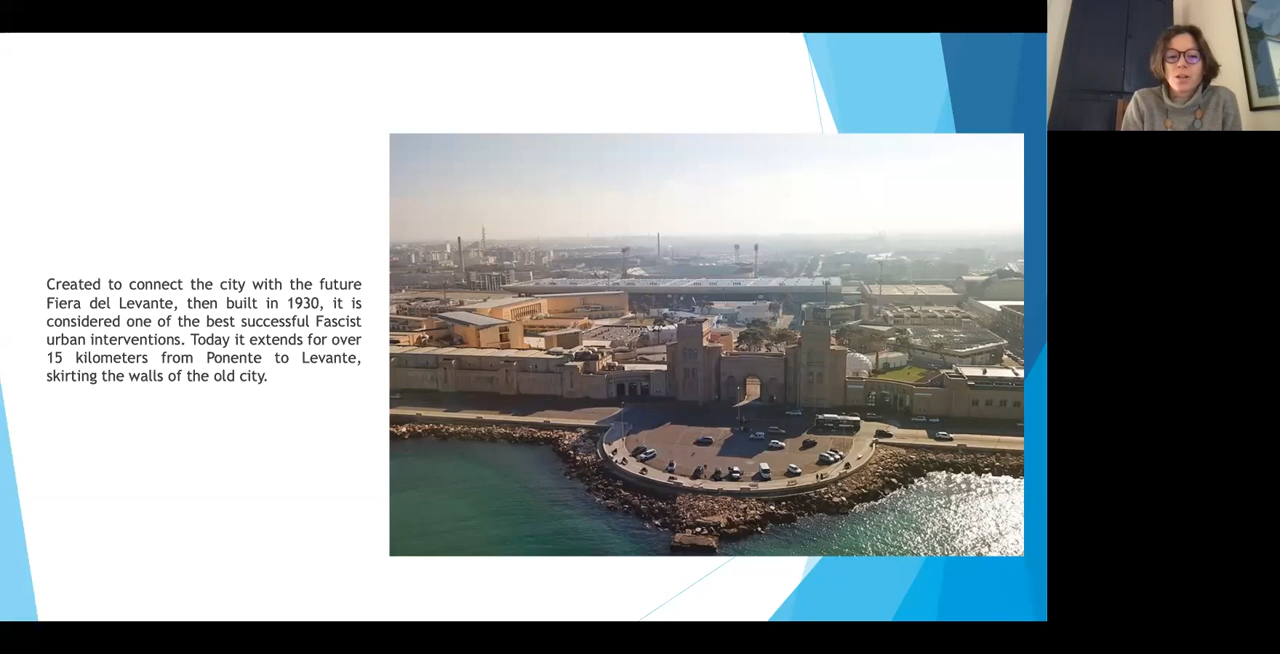 Created to connect the city with the future
Fiera del Levante, then built in 1930, it is
considered one of the best successful Fascist
urban interventions. Today it extends for over
15 kilometers from Ponente to Levante,
skirting the walls of the old city.